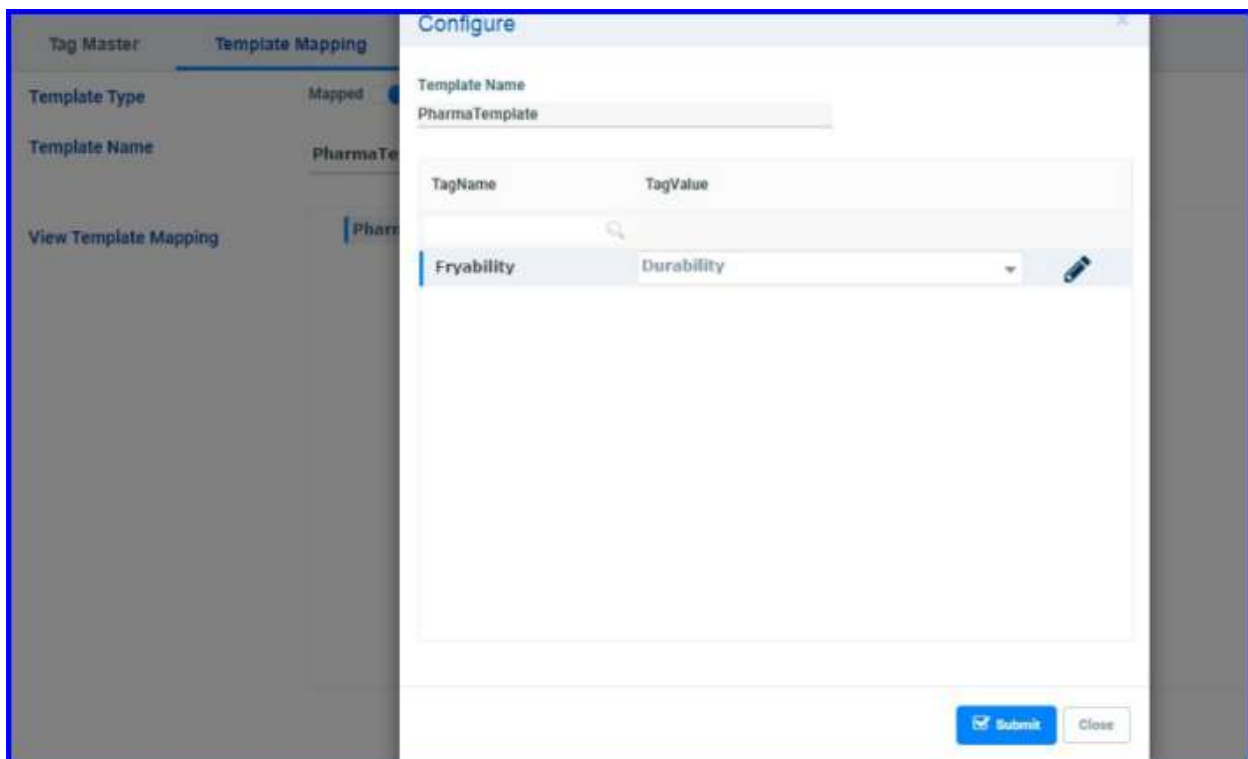 Configure
Tag Master
Template Mapping
Template Name
Template Type
Mapped
PharmaTemplate
Template Name
PharmaTe
TagName
TagValue
View Template Mapping
Pharr
Fryability
Durability
Submit
Close